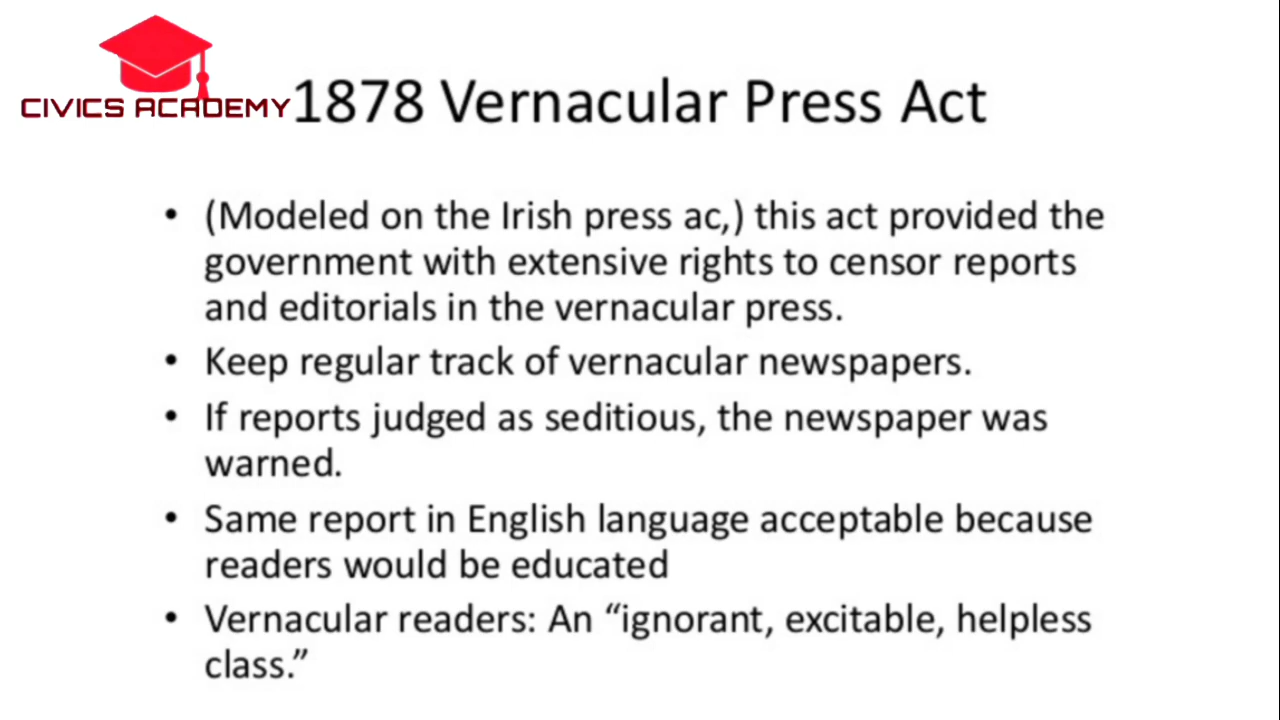 CIVICS ACADEMY
1878 Vernacular Press Act
• (Modeled on the Irish press ac,) this act provided the
government with extensive rights to censor reports
and editorials in the vernacular press.
• Keep regular track of vernacular newspapers.
• If reports judged as seditious, the newspaper was
warned.
• Same report in English language acceptable because
readers would be educated
• Vernacular readers: An “ignorant, excitable, helpless
class.”